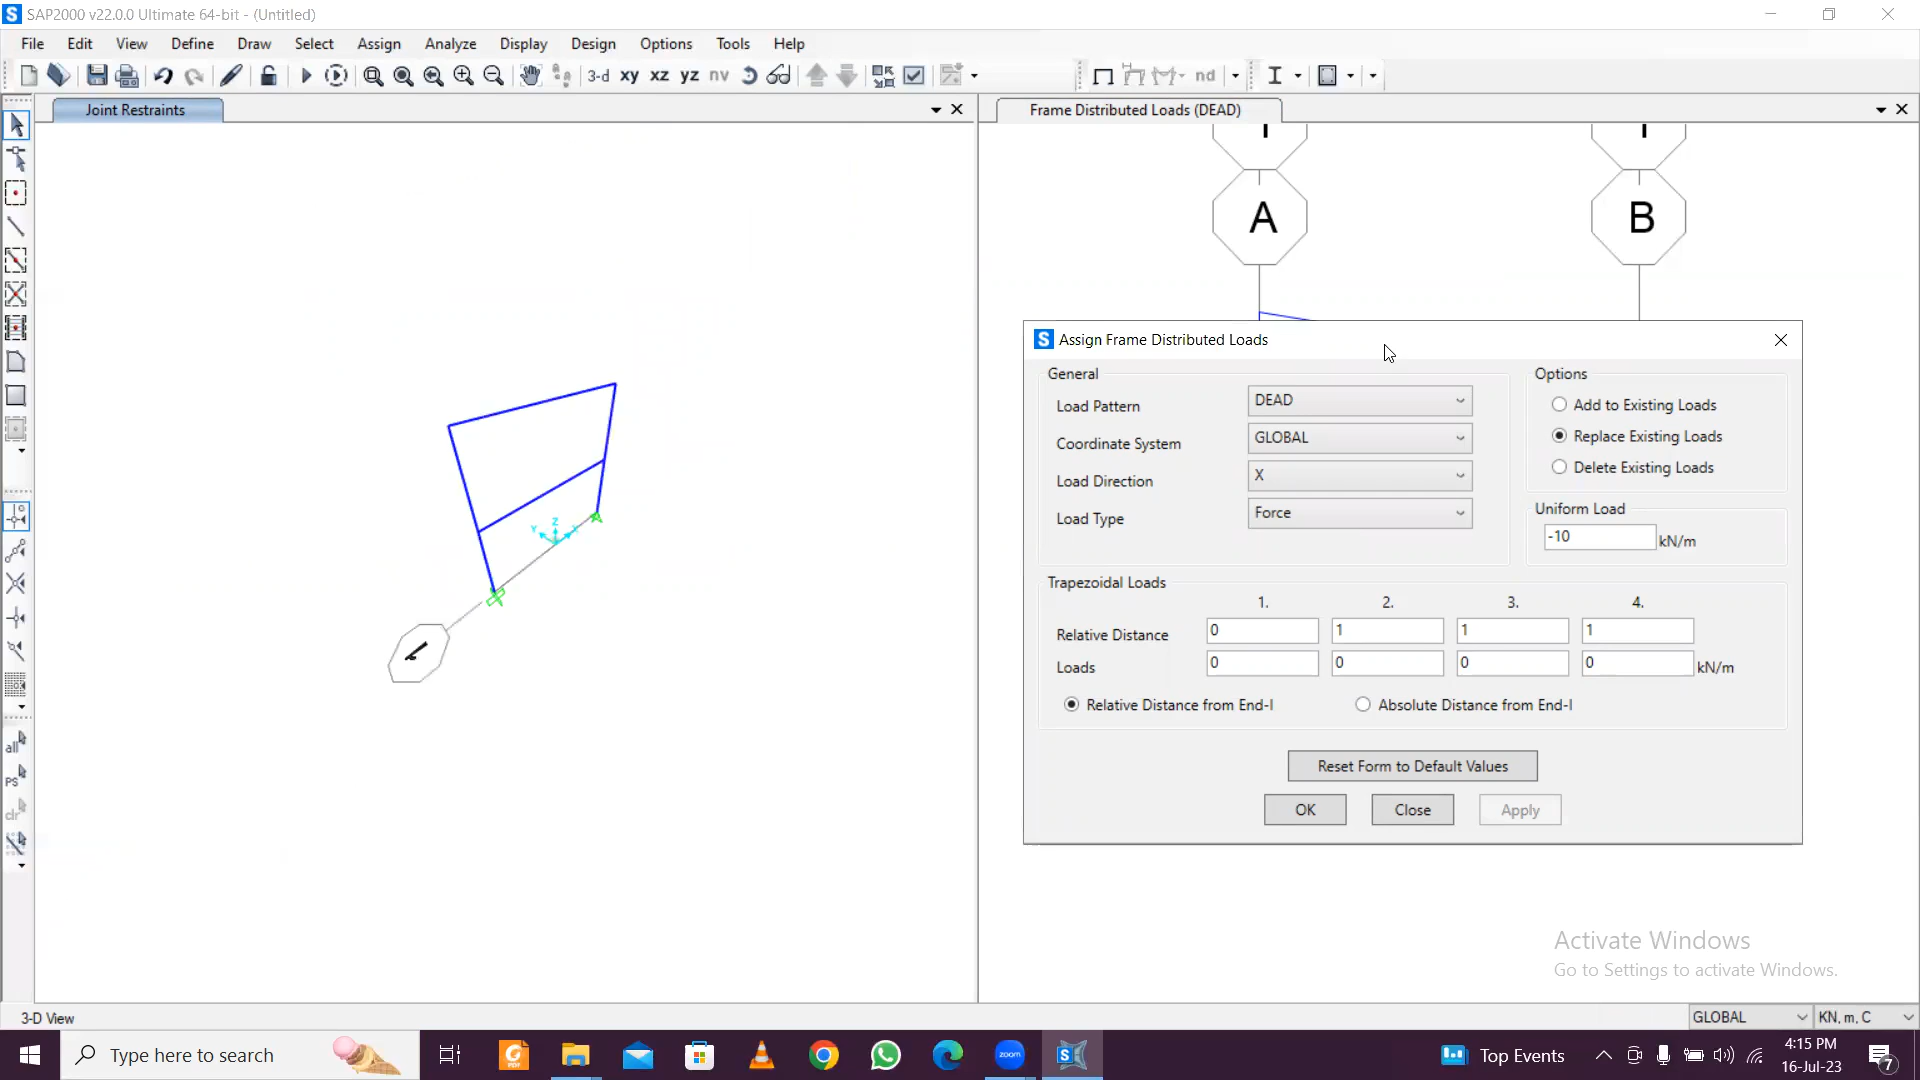 SAP2000 v22.0.0 Ultimate 64-bit - (Untitled)
File Edit View Define Draw Select Assign Analyze Display Design Options Tools Help
3-d xy xz yz nv nd
Joint Restraints
Frame Distributed Loads (DEAD)
A
B
Z
Y
X
Assign Frame Distributed Loads
General
Load Pattern DEAD
Coordinate System GLOBAL
Load Direction X
Load Type Force
Options
Add to Existing Loads
Replace Existing Loads
Delete Existing Loads
Uniform Load
-10 kN/m
Trapezoidal Loads
1. 2. 3. 4.
Relative Distance 0 1 1 1
Loads 0 0 0 0 kN/m
Relative Distance from End-I Absolute Distance from End-I
Reset Form to Default Values
OK Close Apply
all
PS
clr
Activate Windows
Go to Settings to activate Windows.
3-D View
GLOBAL KN, m, C
Type here to search
zoom
Top Events
4:15 PM
16-Jul-23
7